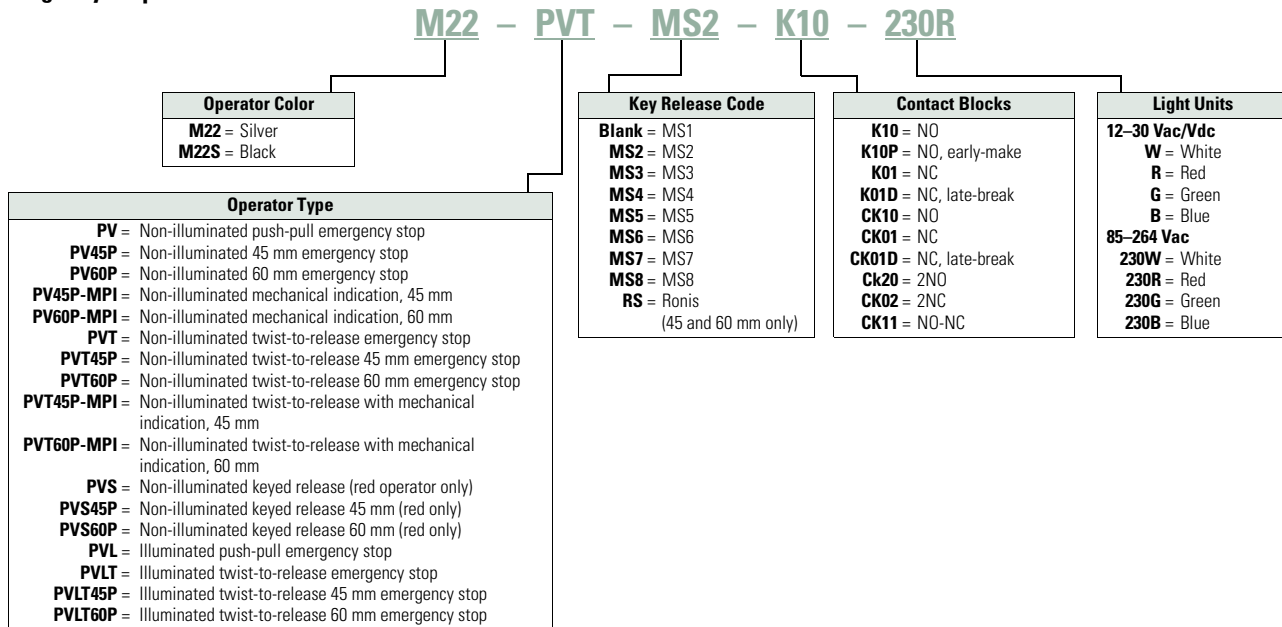 M22 – PVT – MS2 – K10 – 230R
Operator Color
M22 = Silver
M22S = Black
Operator Type
PV = Non-illuminated push-pull emergency stop
PV45P = Non-illuminated 45 mm emergency stop
PV60P = Non-illuminated 60 mm emergency stop
PV45P-MPI = Non-illuminated mechanical indication, 45 mm
PV60P-MPI = Non-illuminated mechanical indication, 60 mm
PVT = Non-illuminated twist-to-release emergency stop
PVT45P = Non-illuminated twist-to-release 45 mm emergency stop
PVT60P = Non-illuminated twist-to-release 60 mm emergency stop
PVT45P-MPI = Non-illuminated twist-to-release with mechanical
indication, 45 mm
PVT60P-MPI = Non-illuminated twist-to-release with mechanical
indication, 60 mm
PVS = Non-illuminated keyed release (red operator only)
PVS45P = Non-illuminated keyed release 45 mm (red only)
PVS60P = Non-illuminated keyed release 60 mm (red only)
PVL = Illuminated push-pull emergency stop
PVLT = Illuminated twist-to-release emergency stop
PVLT45P = Illuminated twist-to-release 45 mm emergency stop
PVLT60P = Illuminated twist-to-release 60 mm emergency stop
Key Release Code
Blank = MS1
MS2 = MS2
MS3 = MS3
MS4 = MS4
MS5 = MS5
MS6 = MS6
MS7 = MS7
MS8 = MS8
RS = Ronis
(45 and 60 mm only)
Contact Blocks
K10 = NO
K10P = NO, early-make
K01 = NC
K01D = NC, late-break
CK10 = NO
CK01 = NC
CK01D = NC, late-break
Ck20 = 2NO
CK02 = 2NC
CK11 = NO-NC
Light Units
12–30 Vac/Vdc
W = White
R = Red
G = Green
B = Blue
85–264 Vac
230W = White
230R = Red
230G = Green
230B = Blue